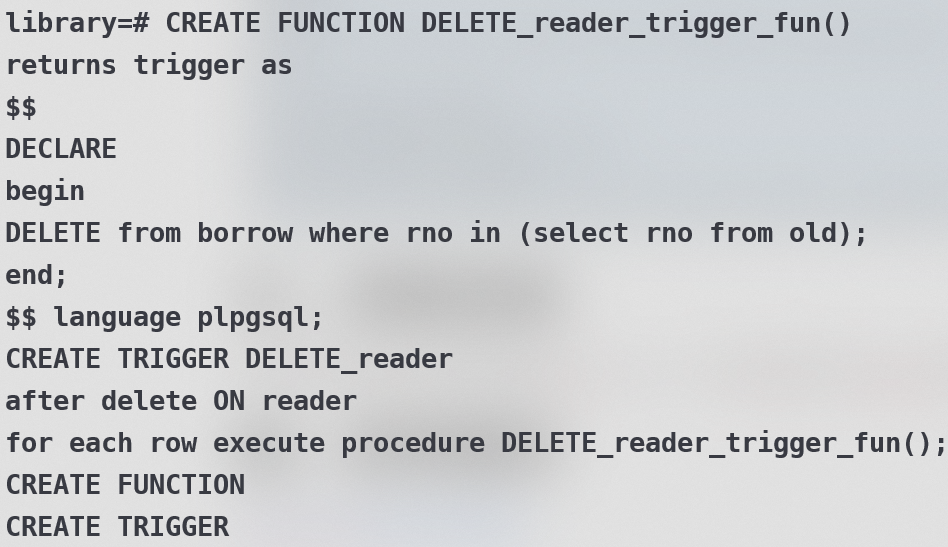 library=# CREATE FUNCTION DELETE_reader_trigger_fun()
returns trigger as
$$
DECLARE
begin
DELETE from borrow where rno in (select rno from old);
end;
$$ language plpgsql;
CREATE TRIGGER DELETE_reader
after delete ON reader
for each row execute procedure DELETE_reader_trigger_fun();
CREATE FUNCTION
CREATE TRIGGER